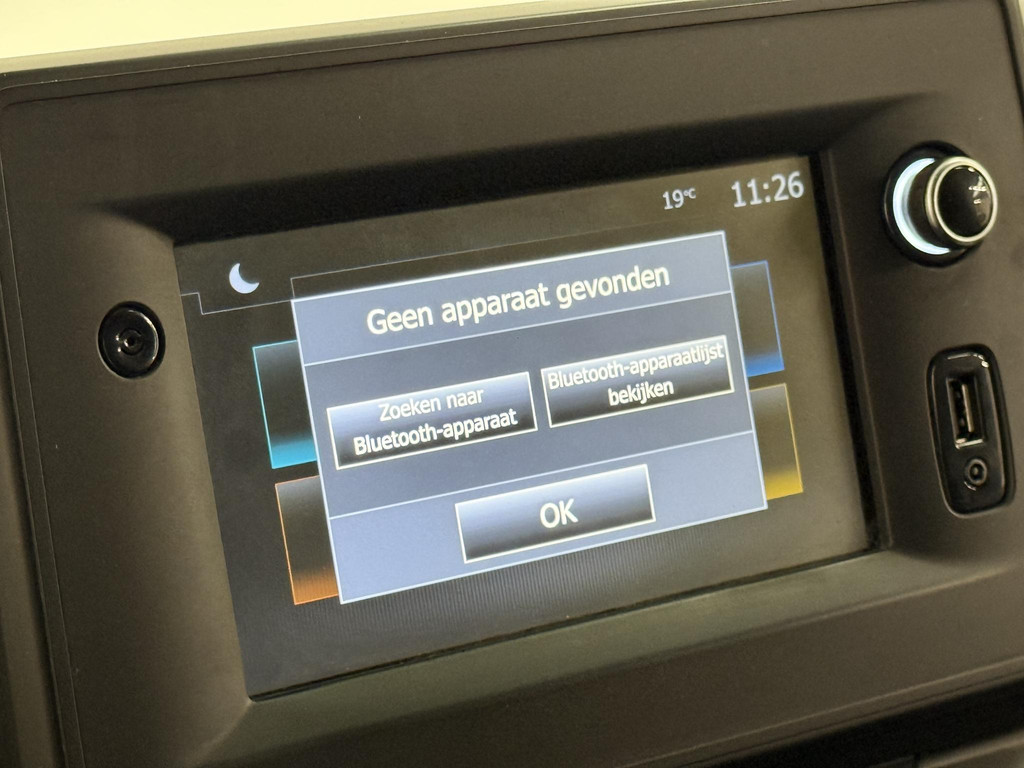 19°C 11:26
Geen apparaat gevonden
Zoeken naar
Bluetooth-apparaat
Bluetooth-apparaatlijst
bekijken
OK